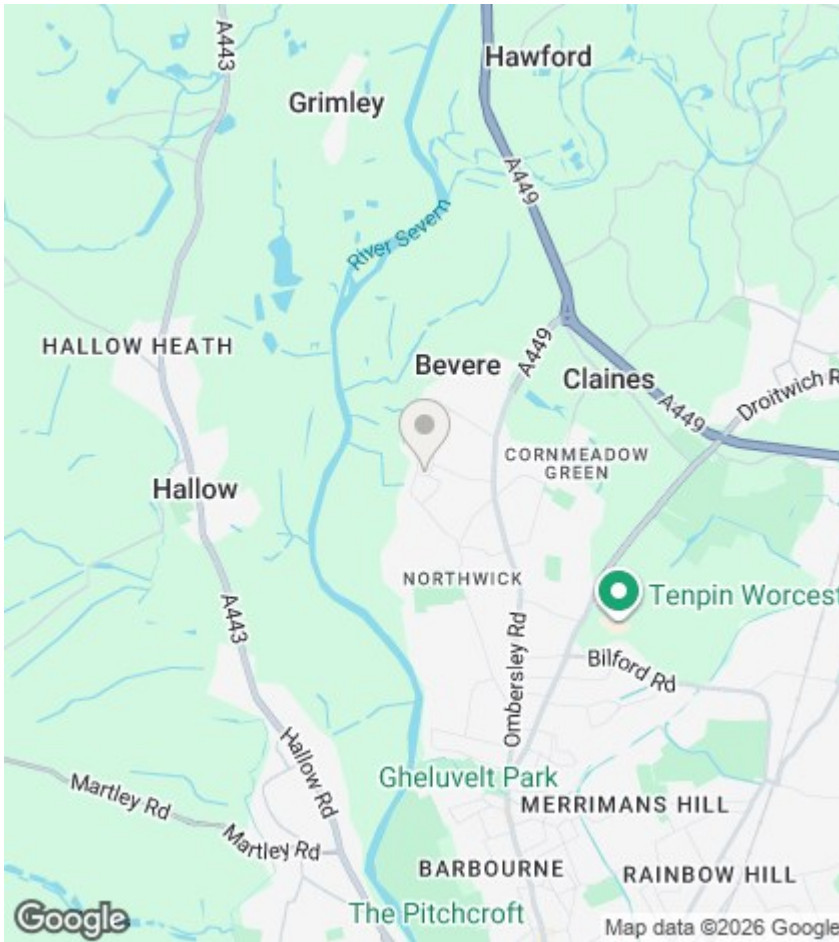 A443
Hawford
Grimley
A449
River Severn
HALLOW HEATH
A449
Bevere
Claines
A449
Droitwich R
CORNMEADOW
GREEN
Hallow
NORTHWICK
Tenpin Worcest
A443
Ombersley Rd
Bilford Rd
Hallow Rd
Gheluvelt Park
Martley Rd
MERRIMANS HILL
Martley Rd
BARBOURNE
RAINBOW HILL
The Pitchcroft
Google
Map data ©2026 Google